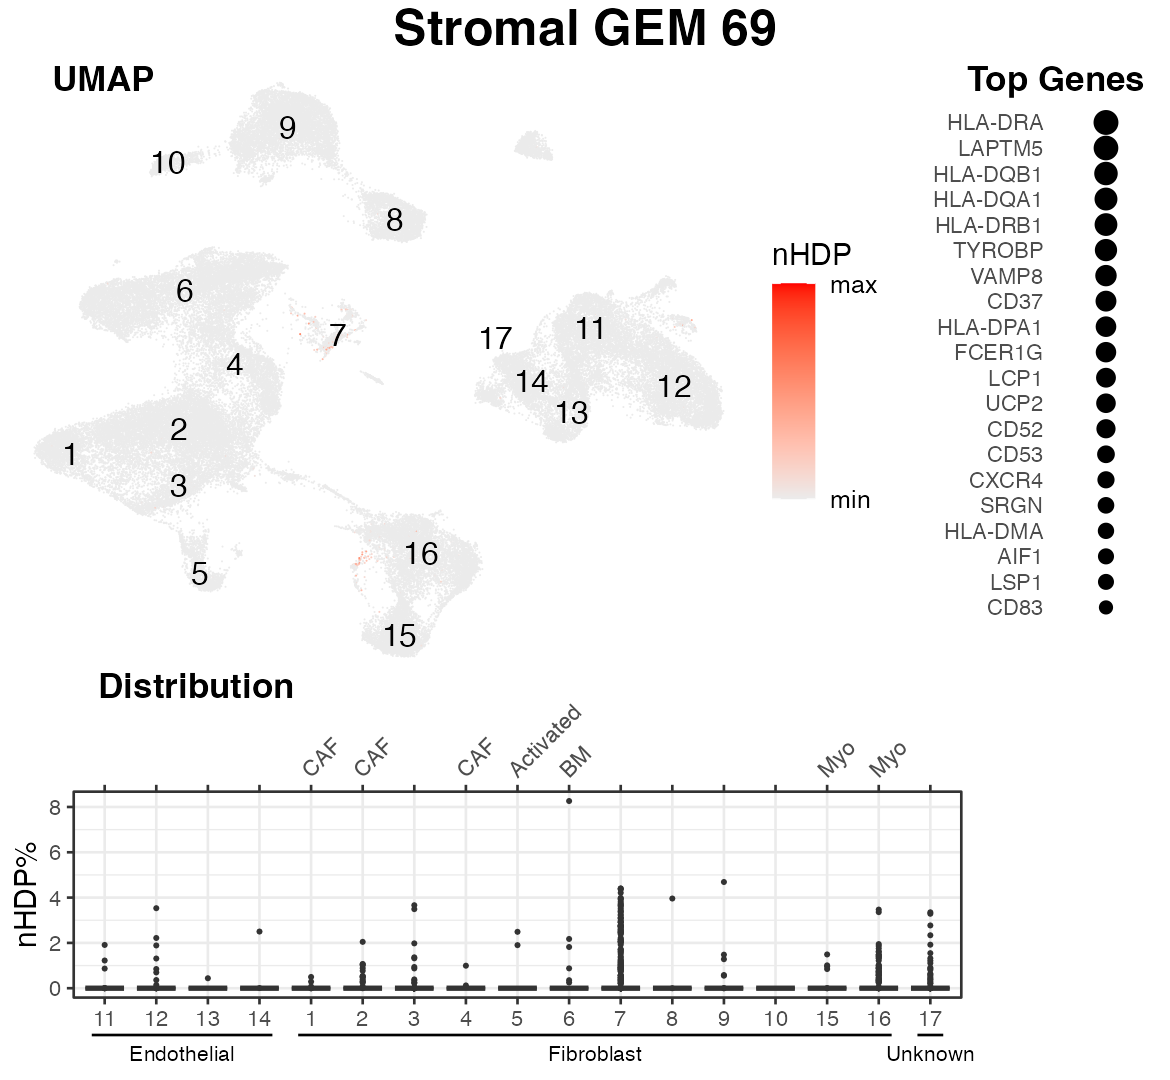 Stromal GEM 69
UMAP
Top Genes
9
10
8
6
7
4
2
1
3
5
16
15
17
11
14
12
13
nHDP
max
min
HLA-DRA
LAPTM5
HLA-DQB1
HLA-DQA1
HLA-DRB1
TYROBP
VAMP8
CD37
HLA-DPA1
FCER1G
LCP1
UCP2
CD52
CD53
CXCR4
SRGN
HLA-DMA
AIF1
LSP1
CD83
Distribution
CAF
CAF
CAF
Activated
BM
Myo
Myo
nHDP%
8
6
4
2
0
11 12 13 14 1 2 3 4 5 6 7 8 9 10 15 16 17
Endothelial Fibroblast Unknown